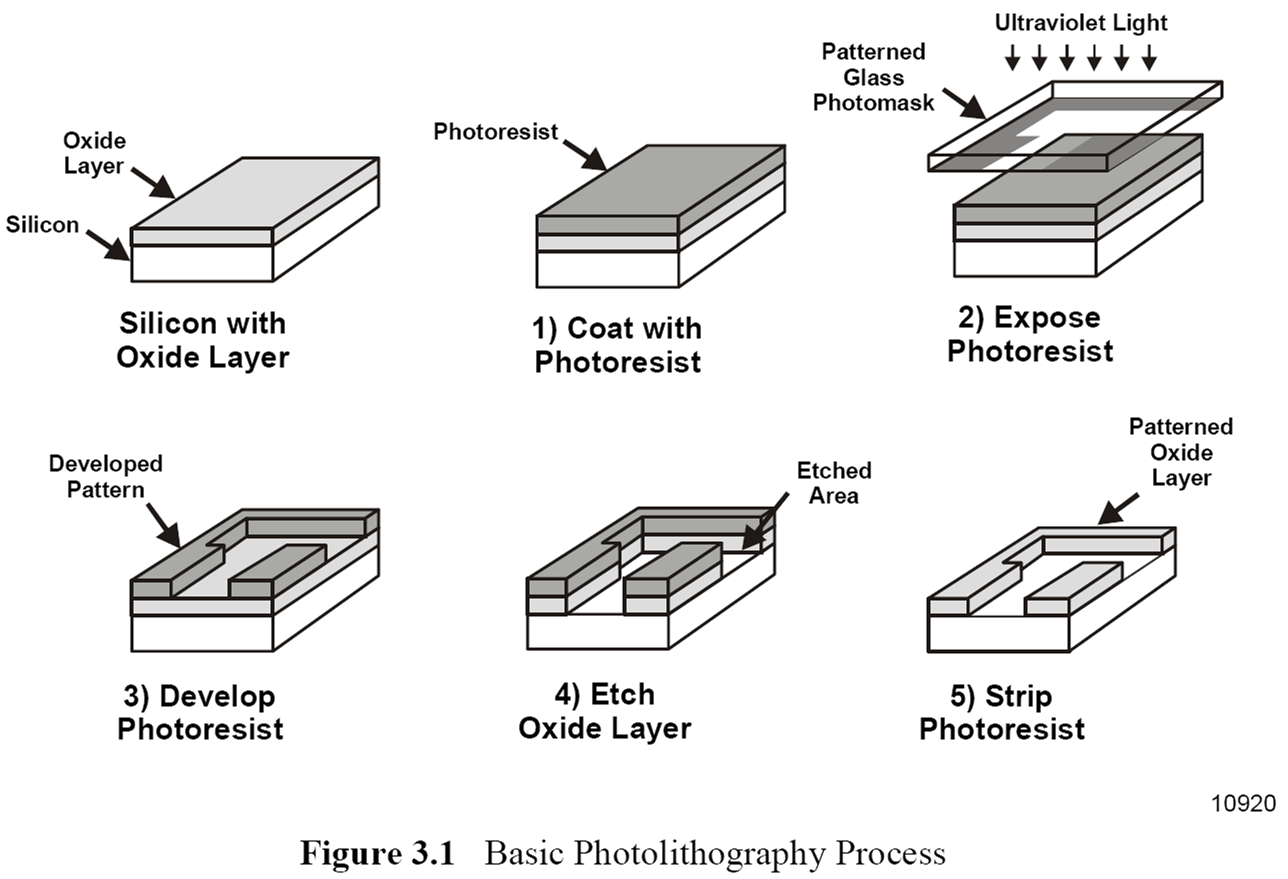 Oxide
Layer
Silicon
Silicon with
Oxide Layer
Photoresist
1) Coat with
Photoresist
Ultraviolet Light
Patterned
Glass
Photomask
2) Expose
Photoresist
Developed
Pattern
3) Develop
Photoresist
Etched
Area
4) Etch
Oxide Layer
Patterned
Oxide
Layer
5) Strip
Photoresist
10920
Figure 3.1 Basic Photolithography Process